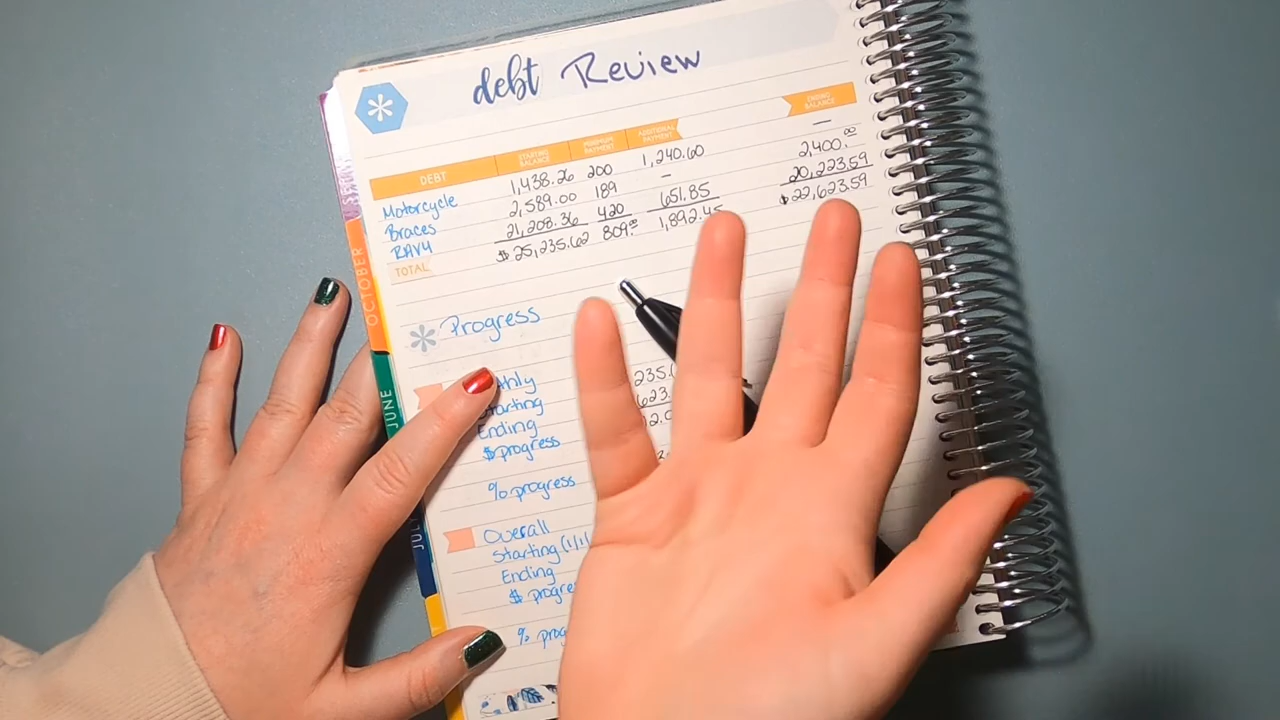 debt Review
DEBT STARTING BALANCE MINIMUM PAYMENT ADDITIONAL PAYMENT ENDING BALANCE
Motorcycle 1,438.26 200 1,240.60 —
Braces 2,589.00 189 — 2,400.00
RAV4 21,208.36 420 651.85 20,223.59
TOTAL $25,235.62 809.00 1,892.45 $22,623.59
Progress
Starting
Ending
$ progress
% progress
Overall
Starting (1/1)
Ending
OCTOBER
JUNE